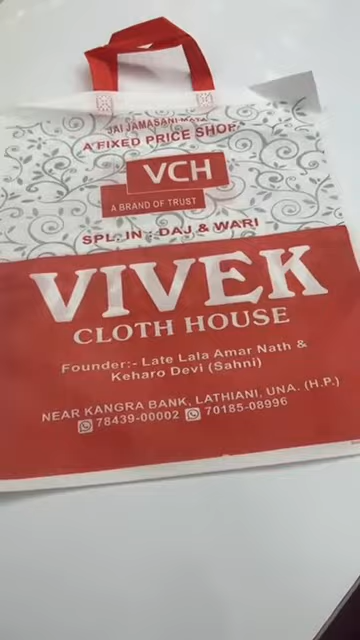 JAI JAMASANI MATA
A FIXED PRICE SHOP
VCH
A BRAND OF TRUST
SPL. IN : DAJ & WARI
VIVEK
CLOTH HOUSE
Founder:- Late Lala Amar Nath &
Keharo Devi (Sahni)
NEAR KANGRA BANK, LATHIANI, UNA. (H.P.)
78439-00002 70185-08996